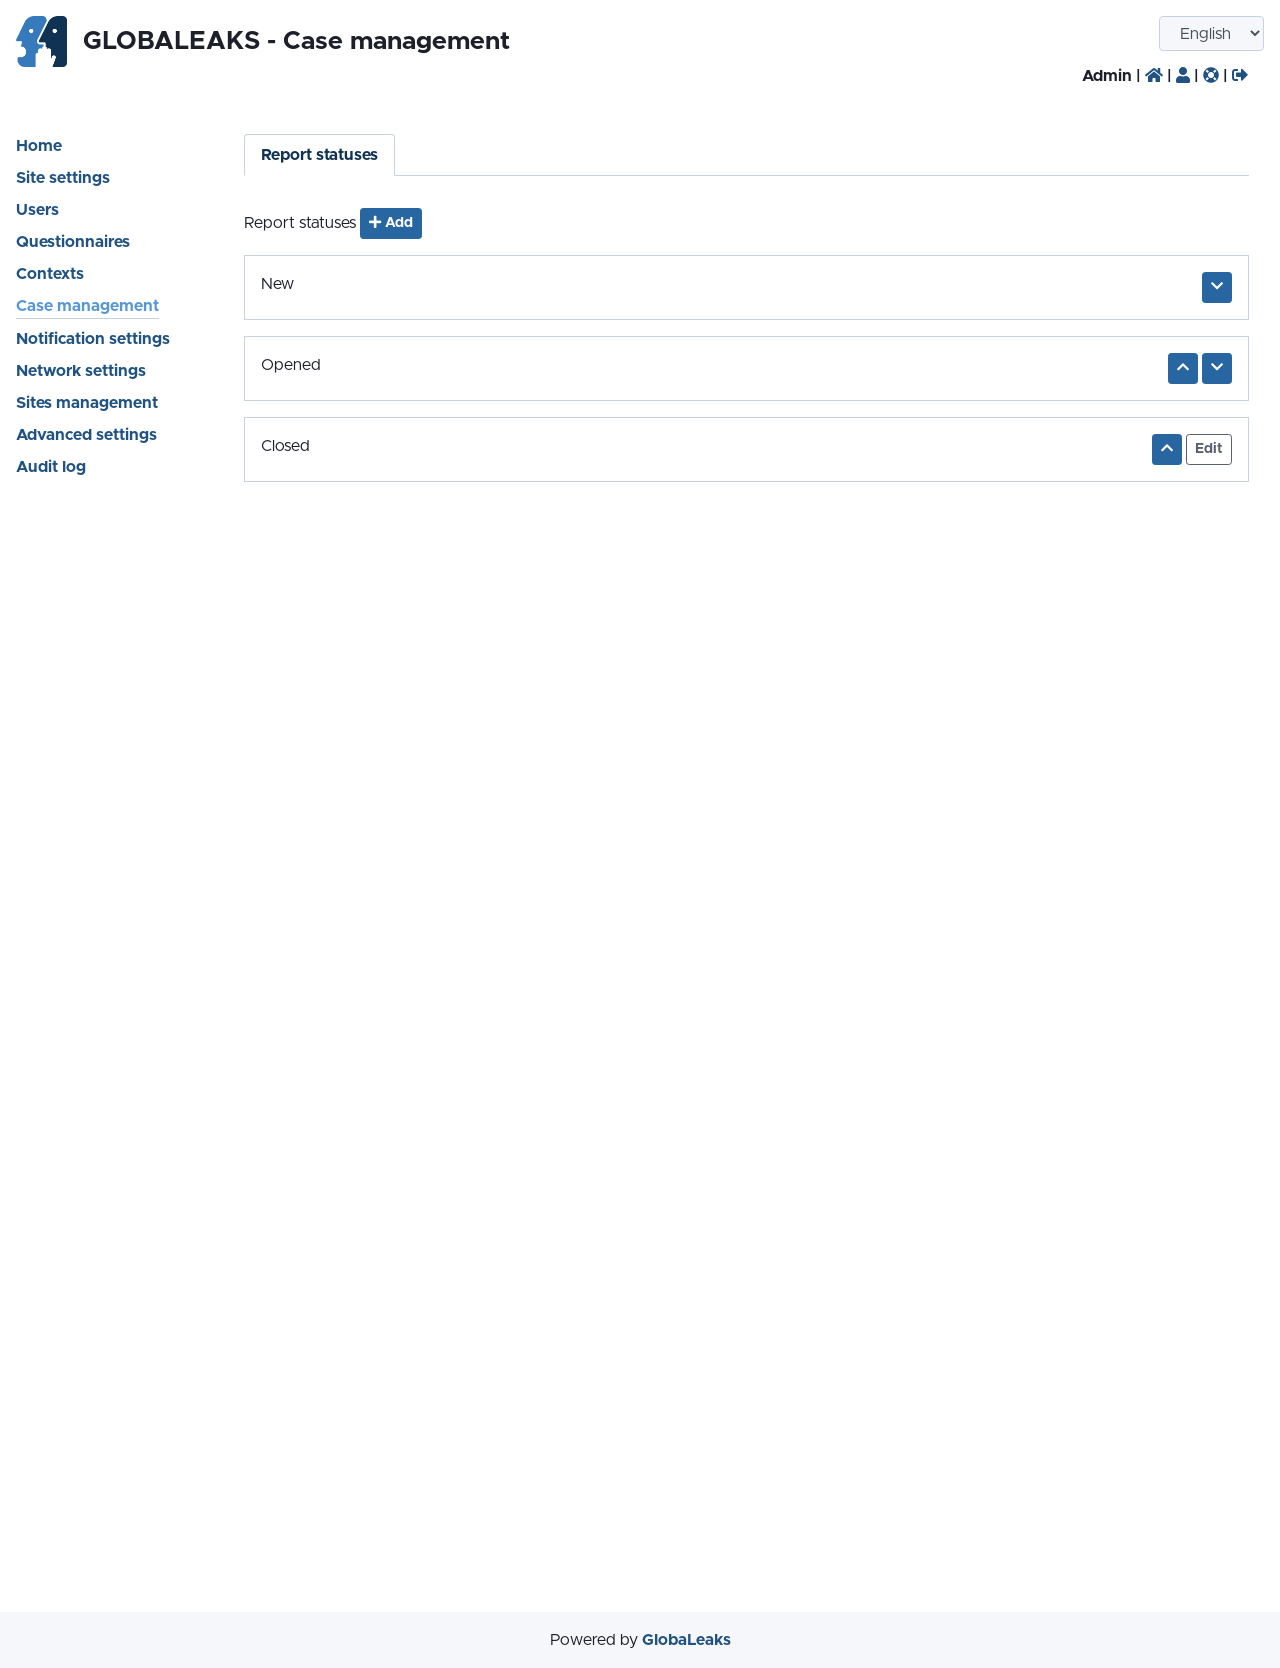 GLOBALEAKS - Case management
English
Admin | | | |
Home
Site settings
Users
Questionnaires
Contexts
Case management
Notification settings
Network settings
Sites management
Advanced settings
Audit log
Report statuses
Report statuses Add
New
Opened
Closed
Edit
Powered by GlobaLeaks